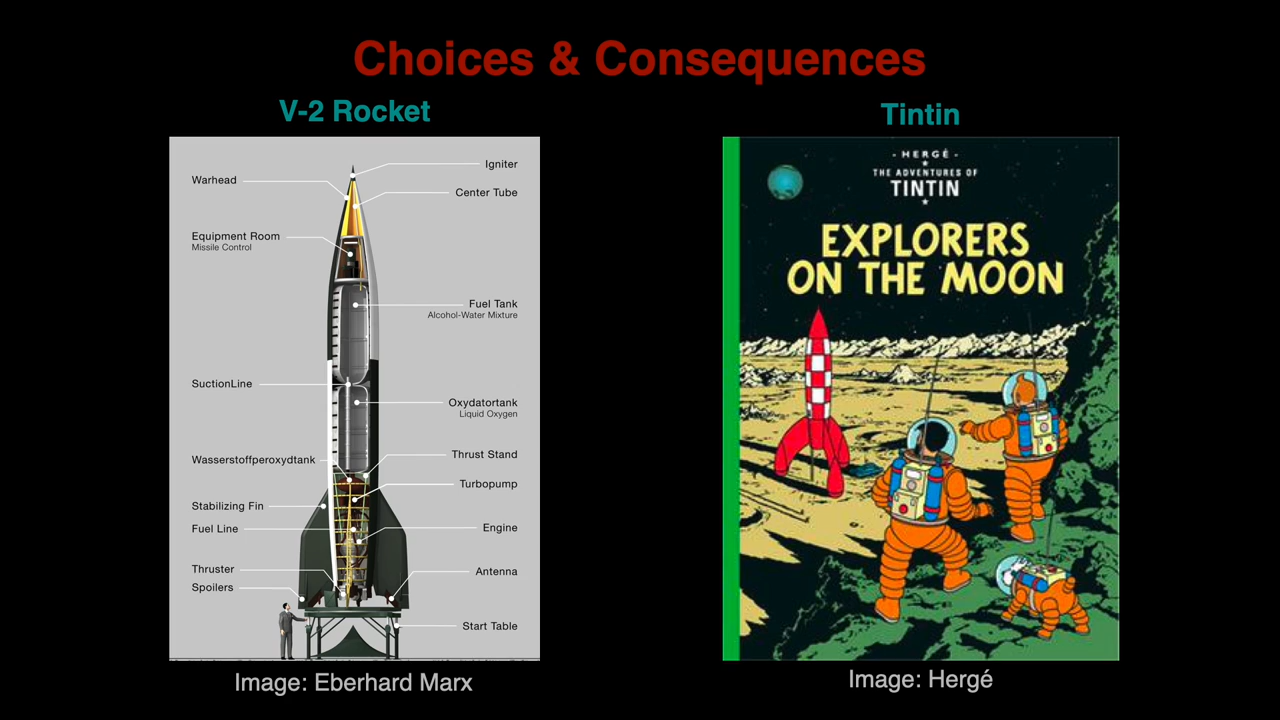 Choices & Consequences
V-2 Rocket
Igniter
Warhead
Center Tube
Equipment Room
Missile Control
Fuel Tank
Alcohol-Water Mixture
SuctionLine
Oxydatortank
Liquid Oxygen
Thrust Stand
Wasserstoffperoxydtank
Turbopump
Stabilizing Fin
Fuel Line
Engine
Thruster
Antenna
Spoilers
Start Table
Image: Eberhard Marx
Tintin
- HERGÉ -
THE ADVENTURES OF
TINTIN
EXPLORERS
ON THE MOON
Image: Hergé